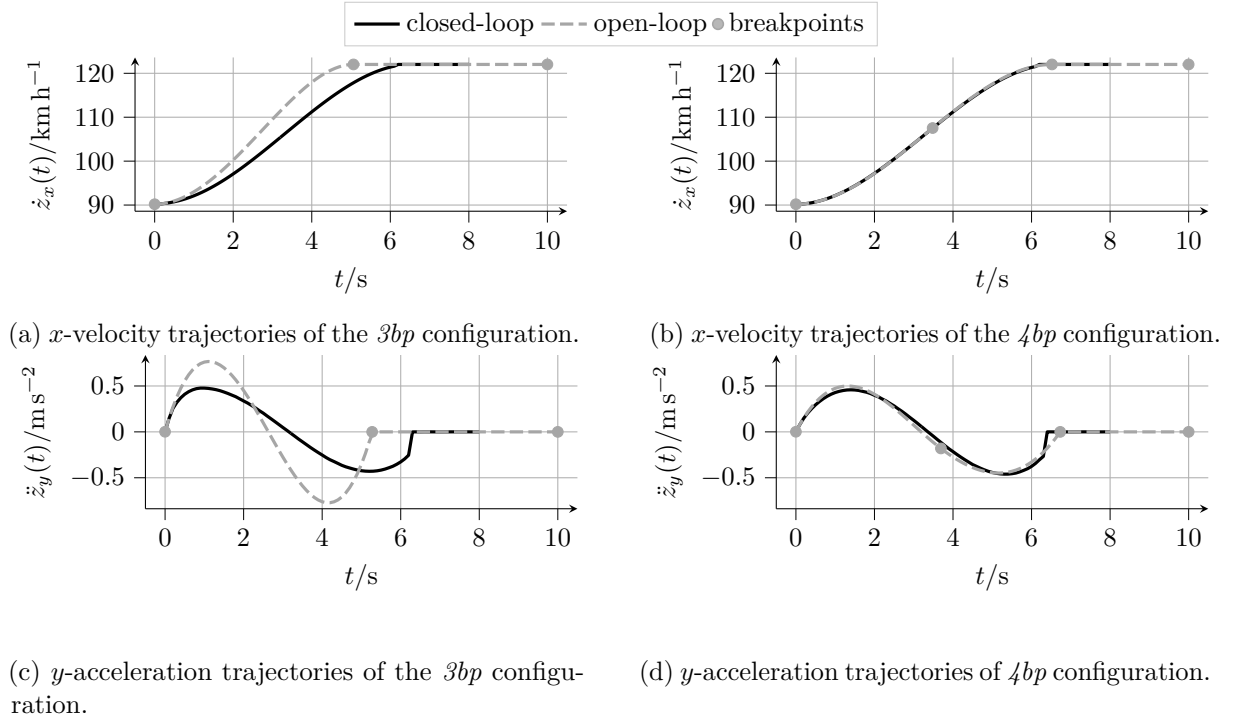 closed-loop open-loop breakpoints
120
110
100
90
ż_x(t)/km h⁻¹
0 2 4 6 8 10
t/s
(a) x-velocity trajectories of the 3bp configuration.
120
110
100
90
ż_x(t)/km h⁻¹
0 2 4 6 8 10
t/s
(b) x-velocity trajectories of the 4bp configuration.
0.5
0
−0.5
z̈_y(t)/m s⁻²
0 2 4 6 8 10
t/s
(c) y-acceleration trajectories of the 3bp configu-
ration.
0.5
0
−0.5
z̈_y(t)/m s⁻²
0 2 4 6 8 10
t/s
(d) y-acceleration trajectories of 4bp configuration.